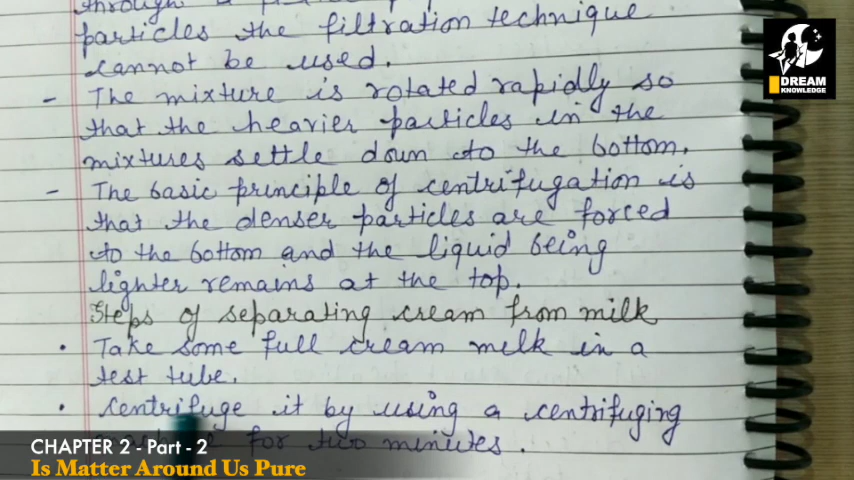 through a
particles the filtration technique
cannot be used.
- The mixture is rotated rapidly so
that the heavier particles in the
mixtures settle down to the bottom.
- The basic principle of centrifugation is
that the denser particles are forced
to the bottom and the liquid being
lighter remains at the top.
Steps of separating cream from milk
• Take some full cream melk in a
test tube.
• Centrifuge it by using a centrifuging
for two minutes.
DREAM
KNOWLEDGE
CHAPTER 2 - Part - 2
Is Matter Around Us Pure